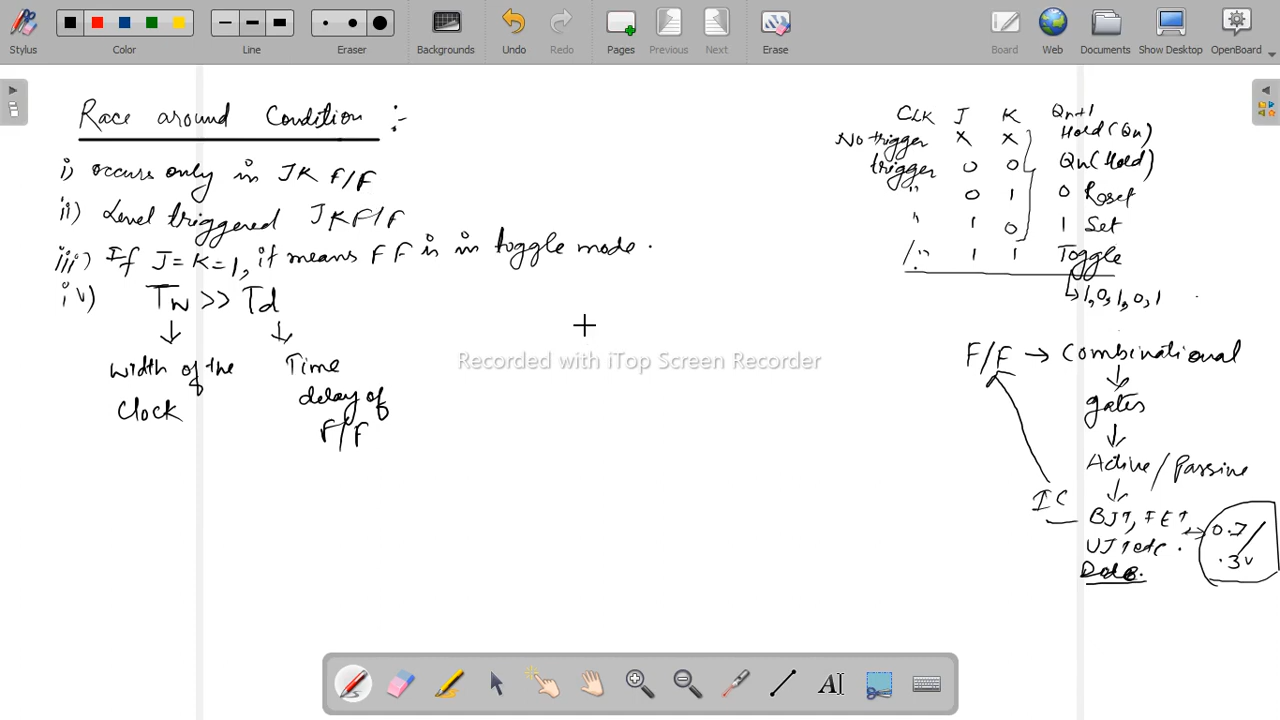 Stylus
Color
Line
Eraser
Backgrounds
Undo
Redo
Pages
Previous
Next
Erase
Board
Web
Documents
Show Desktop
OpenBoard
Race around Condition :-
i) occurs only in JK F/F
ii) Level triggered JK F/F
iii) If J=K=1, it means FF is in toggle mode.
iv) Tw >> Td
width of the
clock
Time
delay of
F/F
CLK J K Qn+1
No trigger X X Hold (Qn)
trigger 0 0 Qn (Hold)
" 0 1 0 Reset
" 1 0 1 Set
" 1 1 Toggle
1,0,1,0,1
F/F → Combinational
gates
Active/Passive
IC
BJT, FET
UJT etc.
0.7/
.3V
Recorded with iTop Screen Recorder